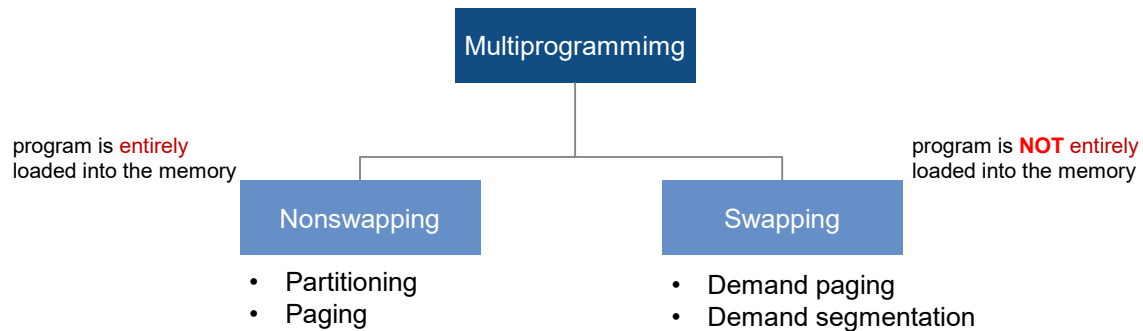 Multiprogrammimg
program is entirely
loaded into the memory
program is NOT entirely
loaded into the memory
Nonswapping
Swapping
• Partitioning
• Paging
• Demand paging
• Demand segmentation